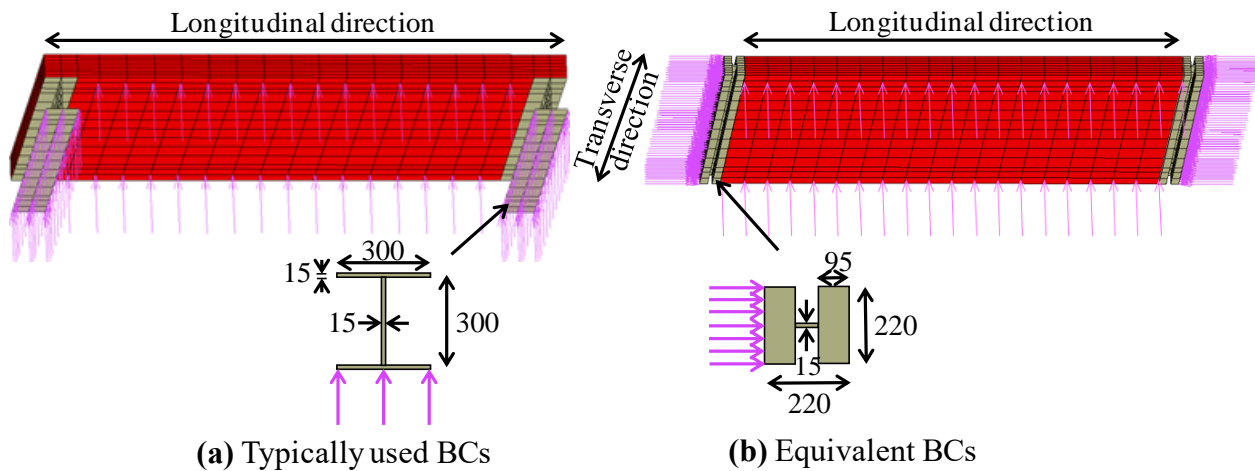 Longitudinal direction
Longitudinal direction
Transverse
direction
300
15
15
300
95
220
15
220
(a) Typically used BCs
(b) Equivalent BCs